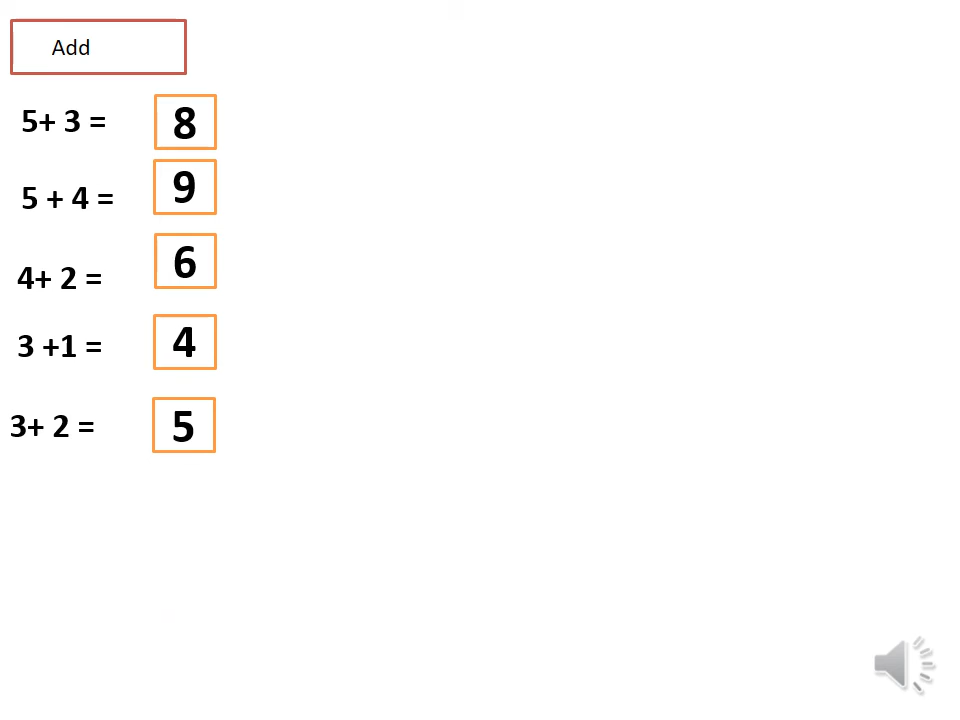 Add
5+ 3 = 8
5 + 4 = 9
4+ 2 = 6
3 +1 = 4
3+ 2 = 5